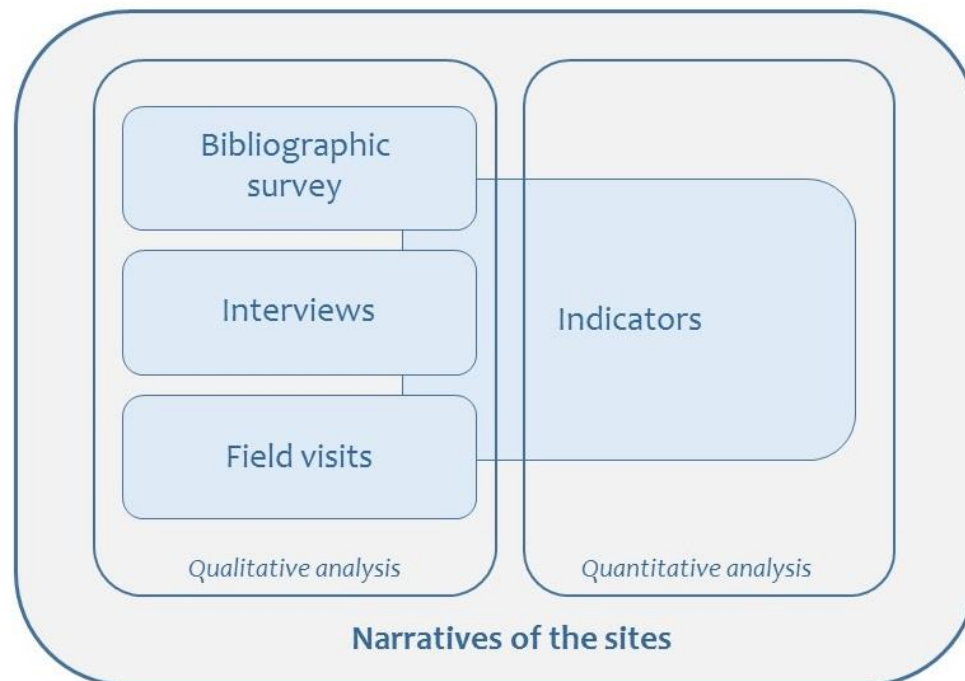 Bibliographic
survey
Interviews
Indicators
Field visits
Qualitative analysis
Quantitative analysis
Narratives of the sites